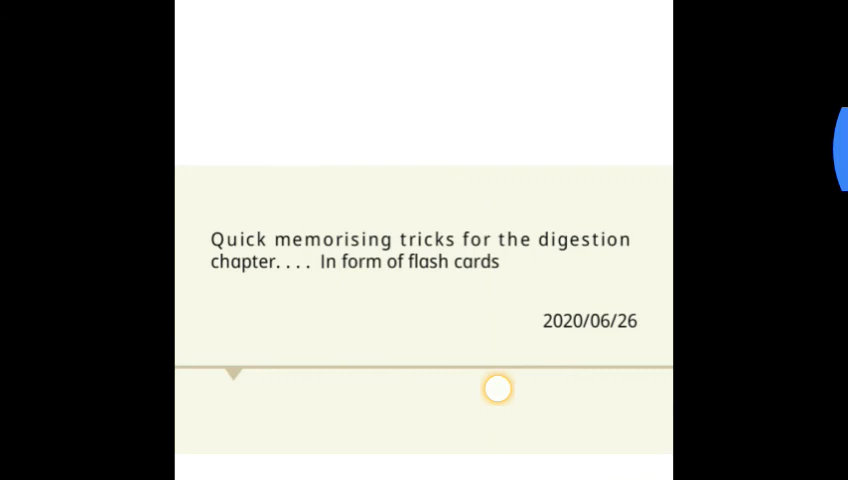 Quick memorising tricks for the digestion
chapter.... In form of flash cards
2020/06/26